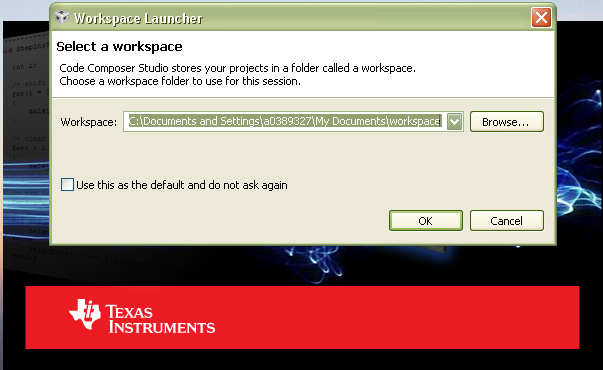 Workspace Launcher
Select a workspace
Code Composer Studio stores your projects in a folder called a workspace.
Choose a workspace folder to use for this session.
Workspace: C:\Documents and Settings\a0389327\My Documents\workspace Browse...
Use this as the default and do not ask again
OK Cancel
TEXAS
INSTRUMENTS